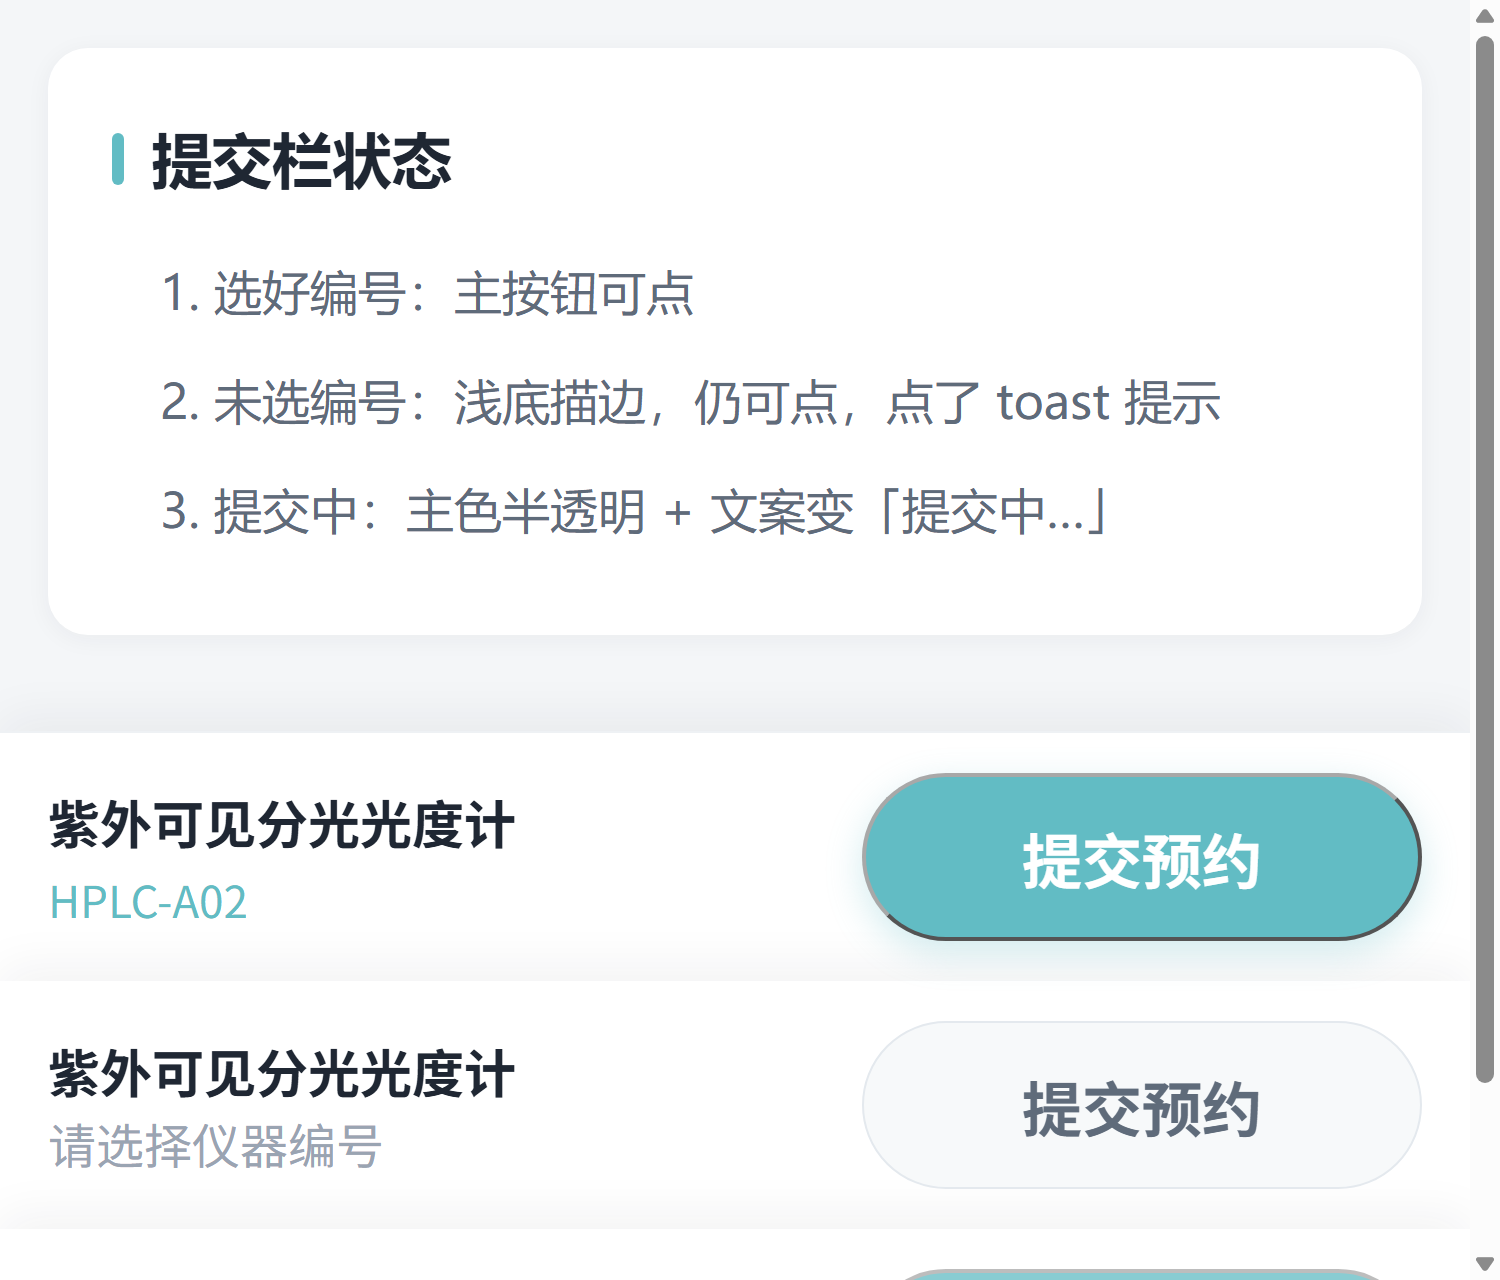 提交栏状态
1. 选好编号：主按钮可点
2. 未选编号：浅底描边，仍可点，点了 toast 提示
3. 提交中：主色半透明 + 文案变「提交中...」
紫外可见分光光度计
HPLC-A02
提交预约
紫外可见分光光度计
请选择仪器编号
提交预约